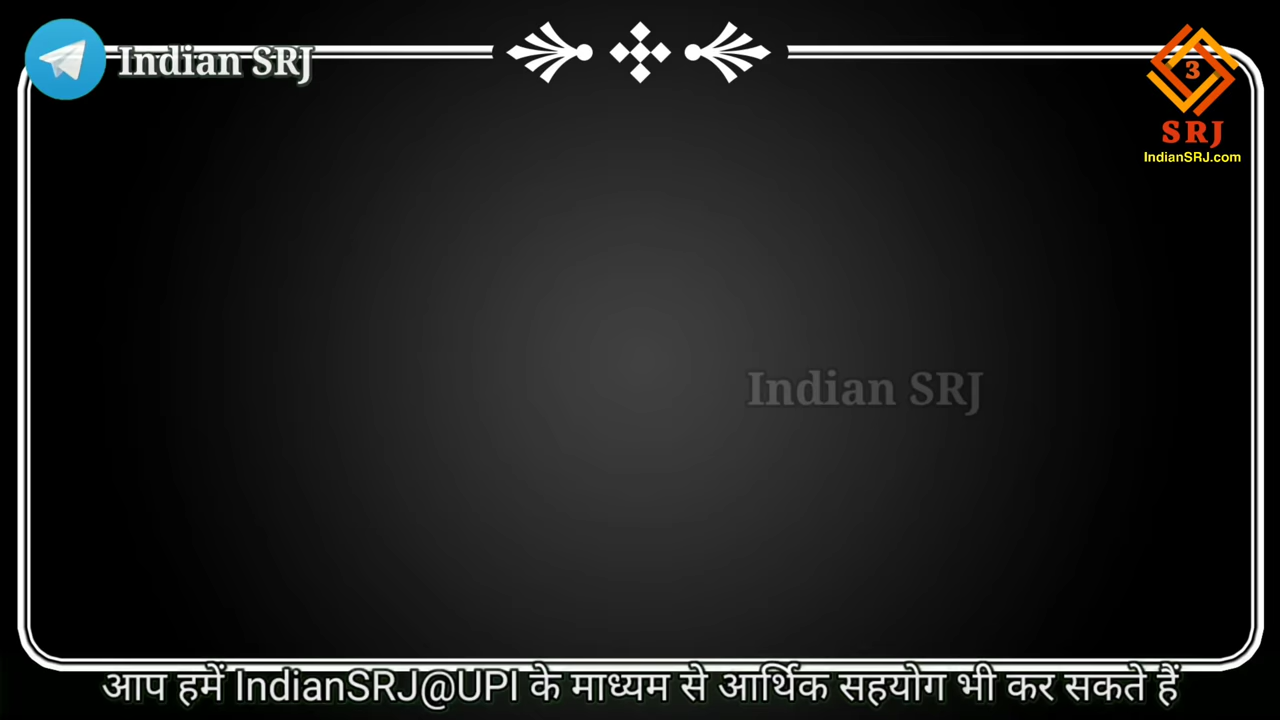 Indian SRJ
3
SRJ
IndianSRJ.com
Indian SRJ
आप हमें IndianSRJ@UPI के माध्यम से आर्थिक सहयोग भी कर सकते हैं